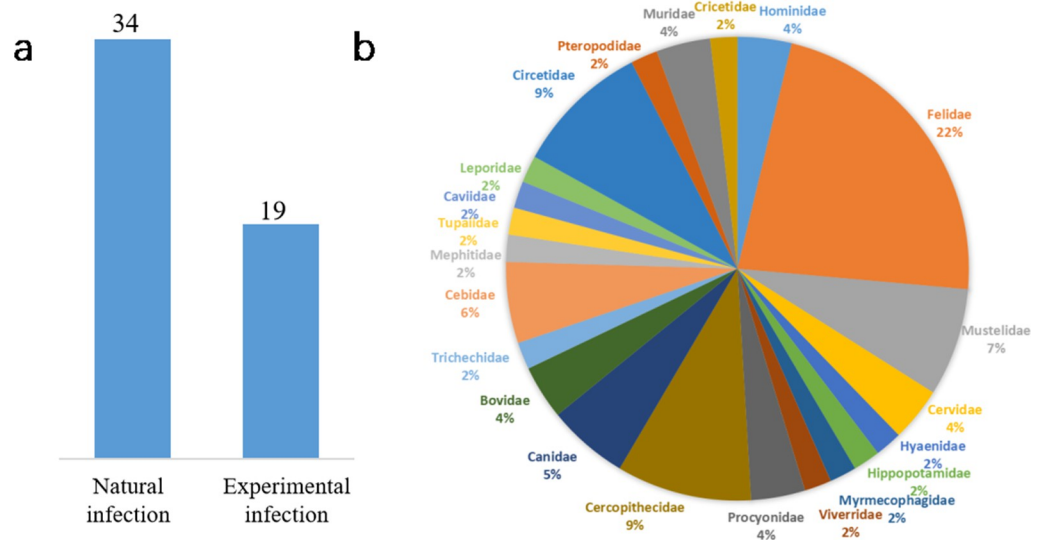 a
34
19
Natural
infection
Experimental
infection
b
Cricetidae
2%
Hominidae
4%
Felidae
22%
Mustelidae
7%
Cervidae
4%
Hyaenidae
2%
Hippopotamidae
2%
Myrmecophagidae
2%
Viverridae
2%
Procyonidae
4%
Cercopithecidae
9%
Canidae
5%
Bovidae
4%
Trichechidae
2%
Cebidae
6%
Mephitidae
2%
Tupaiidae
2%
Caviidae
2%
Leporidae
2%
Circetidae
9%
Pteropodidae
2%
Muridae
4%